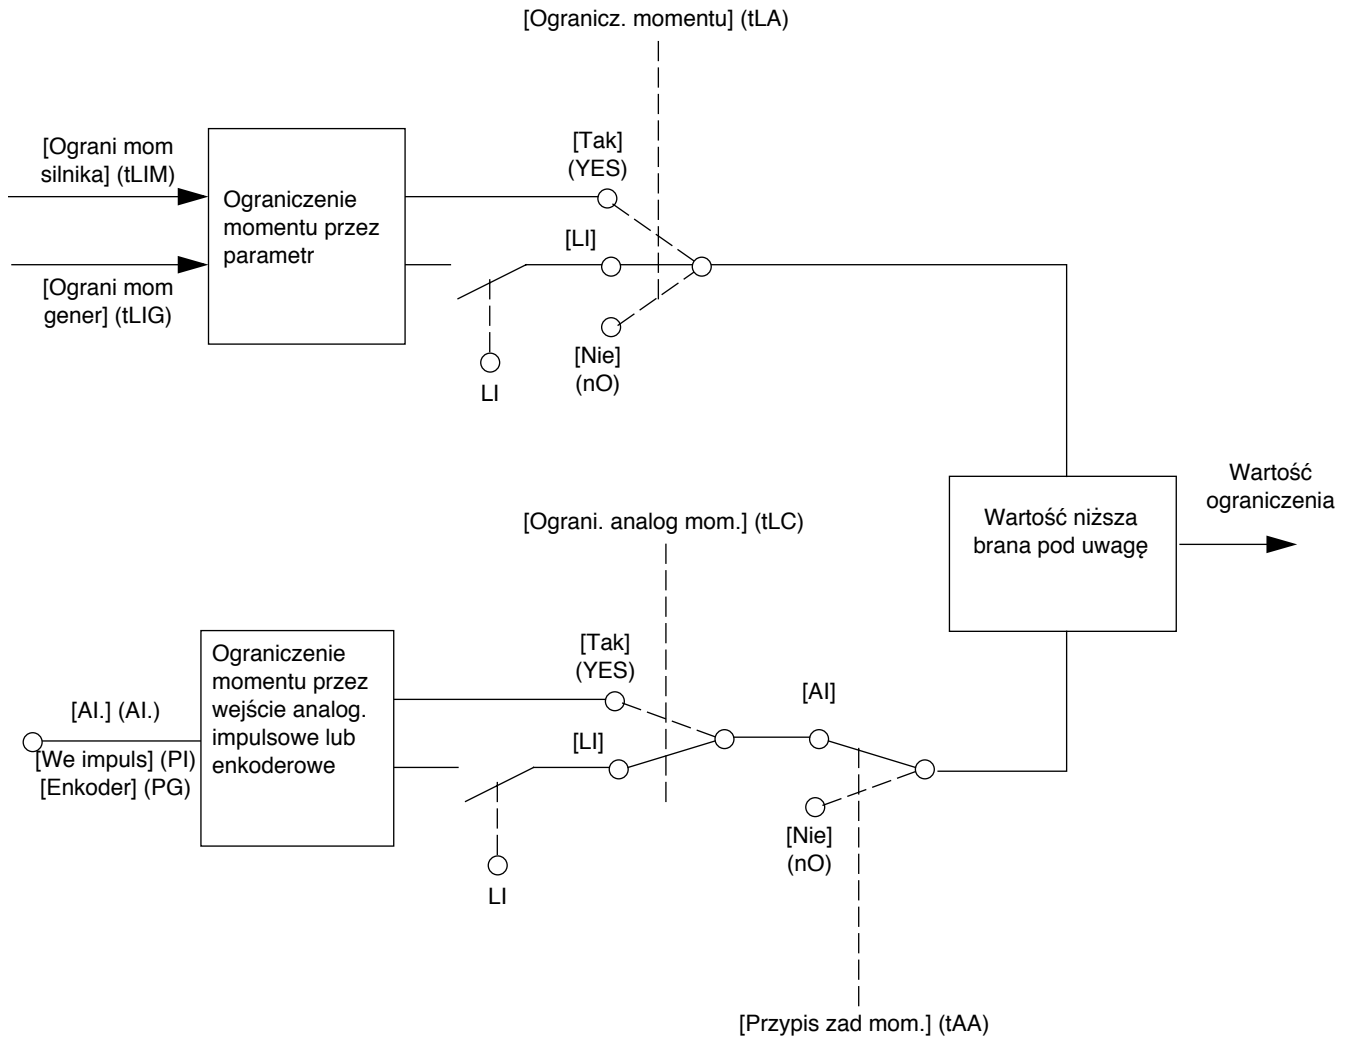 [Ogranicz. momentu] (tLA)
[Ograni mom
silnika] (tLIM)
[Tak]
(YES)
Ograniczenie
momentu przez
parametr
[LI]
[Ograni mom
gener] (tLIG)
[Nie]
(nO)
LI
Wartość
ograniczenia
Wartość niższa
brana pod uwagę
[Ograni. analog mom.] (tLC)
[Tak]
(YES)
Ograniczenie
momentu przez
wejście analog.
impulsowe lub
enkoderowe
[AI.] (AI.)
[We impuls] (PI)
[Enkoder] (PG)
[LI]
[AI]
[Nie]
(nO)
LI
[Przypis zad mom.] (tAA)